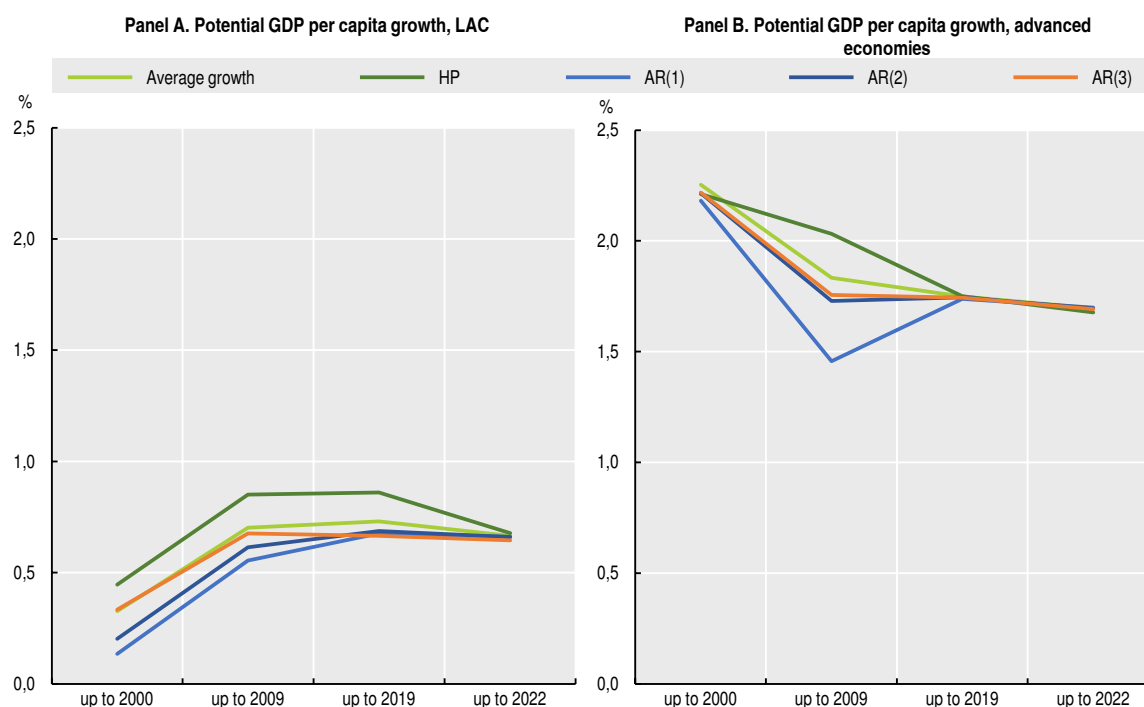 Panel A. Potential GDP per capita growth, LAC
Panel B. Potential GDP per capita growth, advanced
economies
Average growth
HP
AR(1)
AR(2)
AR(3)
%
2,5
2,0
1,5
1,0
0,5
0,0
up to 2000
up to 2009
up to 2019
up to 2022
%
2,5
2,0
1,5
1,0
0,5
0,0
up to 2000
up to 2009
up to 2019
up to 2022